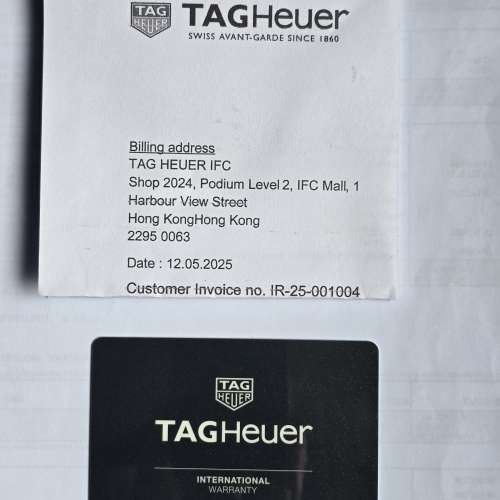 TAG
HEUER
TAGHeuer
SWISS AVANT-GARDE SINCE 1860
Billing address
TAG HEUER IFC
Shop 2024, Podium Level 2, IFC Mall, 1
Harbour View Street
Hong KongHong Kong
2295 0063
Date : 12.05.2025
Customer Invoice no. IR-25-001004
TAG
HEUER
TAGHeuer
INTERNATIONAL
WARRANTY